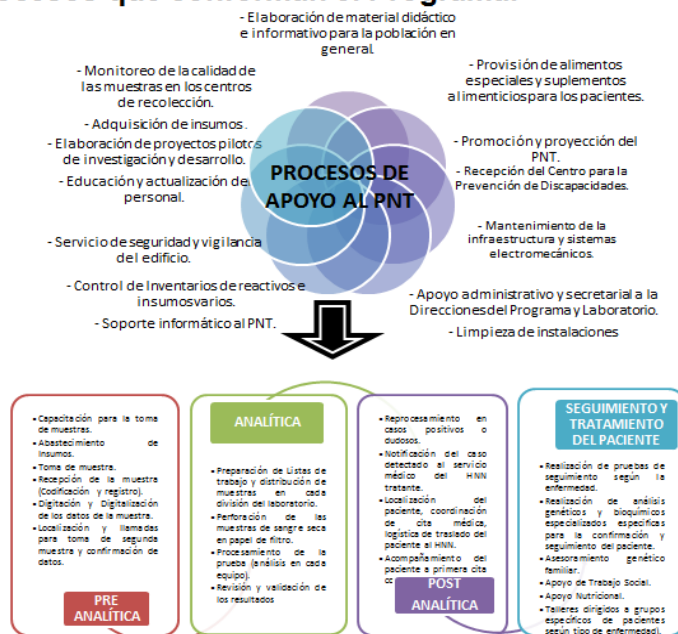 - Elaboración de material didáctico
e informativo para la población en
general.
- Monitoreo de la calidad de
las muestras en los centros
de recolección.
- Adquisición de insumos.
- Elaboración de proyectos pilotos
de investigación y desarrollo.
- Educación y actualización de
personal.
- Servicio de seguridad y vigilancia
del edificio.
- Control de Inventarios de reactivos e
insumos varios.
- Soporte informático al PNT.
PROCESOS DE
APOYO AL PNT
- Provisión de alimentos
especiales y suplementos
alimenticios para los pacientes.
- Promoción y proyección del
PNT.
- Recepción del Centro para la
Prevención de Discapacidades.
- Mantenimiento de la
infraestructura y sistemas
electromecánicos.
- Apoyo administrativo y secretarial a la
Direcciones del Programa y Laboratorio.
- Limpieza de instalaciones
• Capacitación para la toma
de muestras.
• Abastecimiento de
Insumos.
• Toma de muestra.
• Recepción de la muestra
(Codificación y registro).
• Digitación y Digitalización
de los datos de la muestra.
• Localización y llamadas
para toma de segunda
muestra y confirmación de
datos.
PRE
ANALÍTICA
ANALÍTICA
• Preparación de Listas de
trabajo y distribución de
muestras en cada
división del laboratorio.
• Perforación de las
muestras de sangre seca
en papel de filtro.
• Procesamiento de la
prueba (análisis en cada
equipo).
• Revisión y validación de
los resultados
• Reprocesamiento en
casos positivos o
dudosos.
• Notificación del caso
detectado al servicio
médico del HNN
tratante.
• Localización del
paciente, coordinación
de cita médica,
logística de traslado del
paciente al HNN.
• Acompañamiento del
paciente a primera cita
POST
ANALÍTICA
SEGUIMIENTO Y
TRATAMIENTO
DEL PACIENTE
• Realización de pruebas de
seguimiento según la
enfermedad.
• Realización de análisis
genéticos y bioquímicos
especializados específicas
para la confirmación y
seguimiento del paciente.
• Asesoramiento genético
familiar.
• Apoyo de Trabajo Social.
• Apoyo Nutricional.
• Talleres dirigidos a grupos
específicos de pacientes
según tipo de enfermedad).